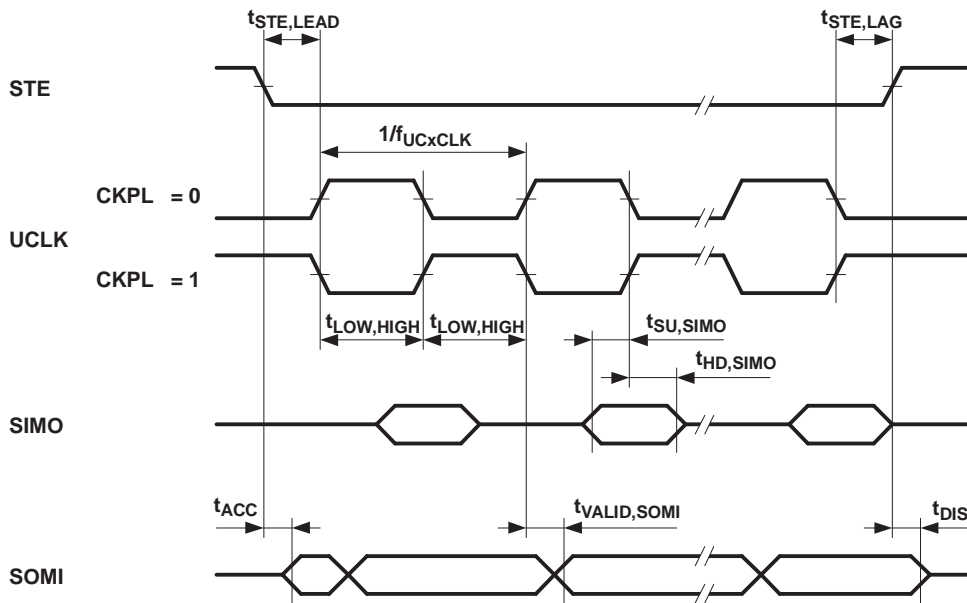 tSTE,LEAD
tSTE,LAG
STE
1/fUCxCLK
CKPL = 0
UCLK
CKPL = 1
tLOW,HIGH tLOW,HIGH
tSU,SIMO
tHD,SIMO
SIMO
tACC
tVALID,SOMI
tDIS
SOMI